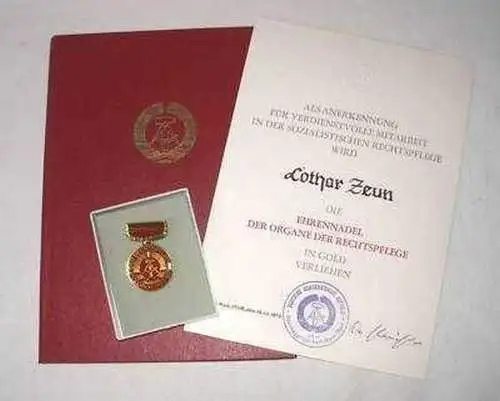 ALS ANERKENNUNG
FÜR VERDIENSTVOLLE MITARBEIT
IN DER SOZIALISTISCHEN RECHTSPFLEGE
WIRD
Lothar Zeun
DIE
EHRENNADEL
DER ORGANE DER RECHTSPFLEGE
IN GOLD
VERLIEHEN